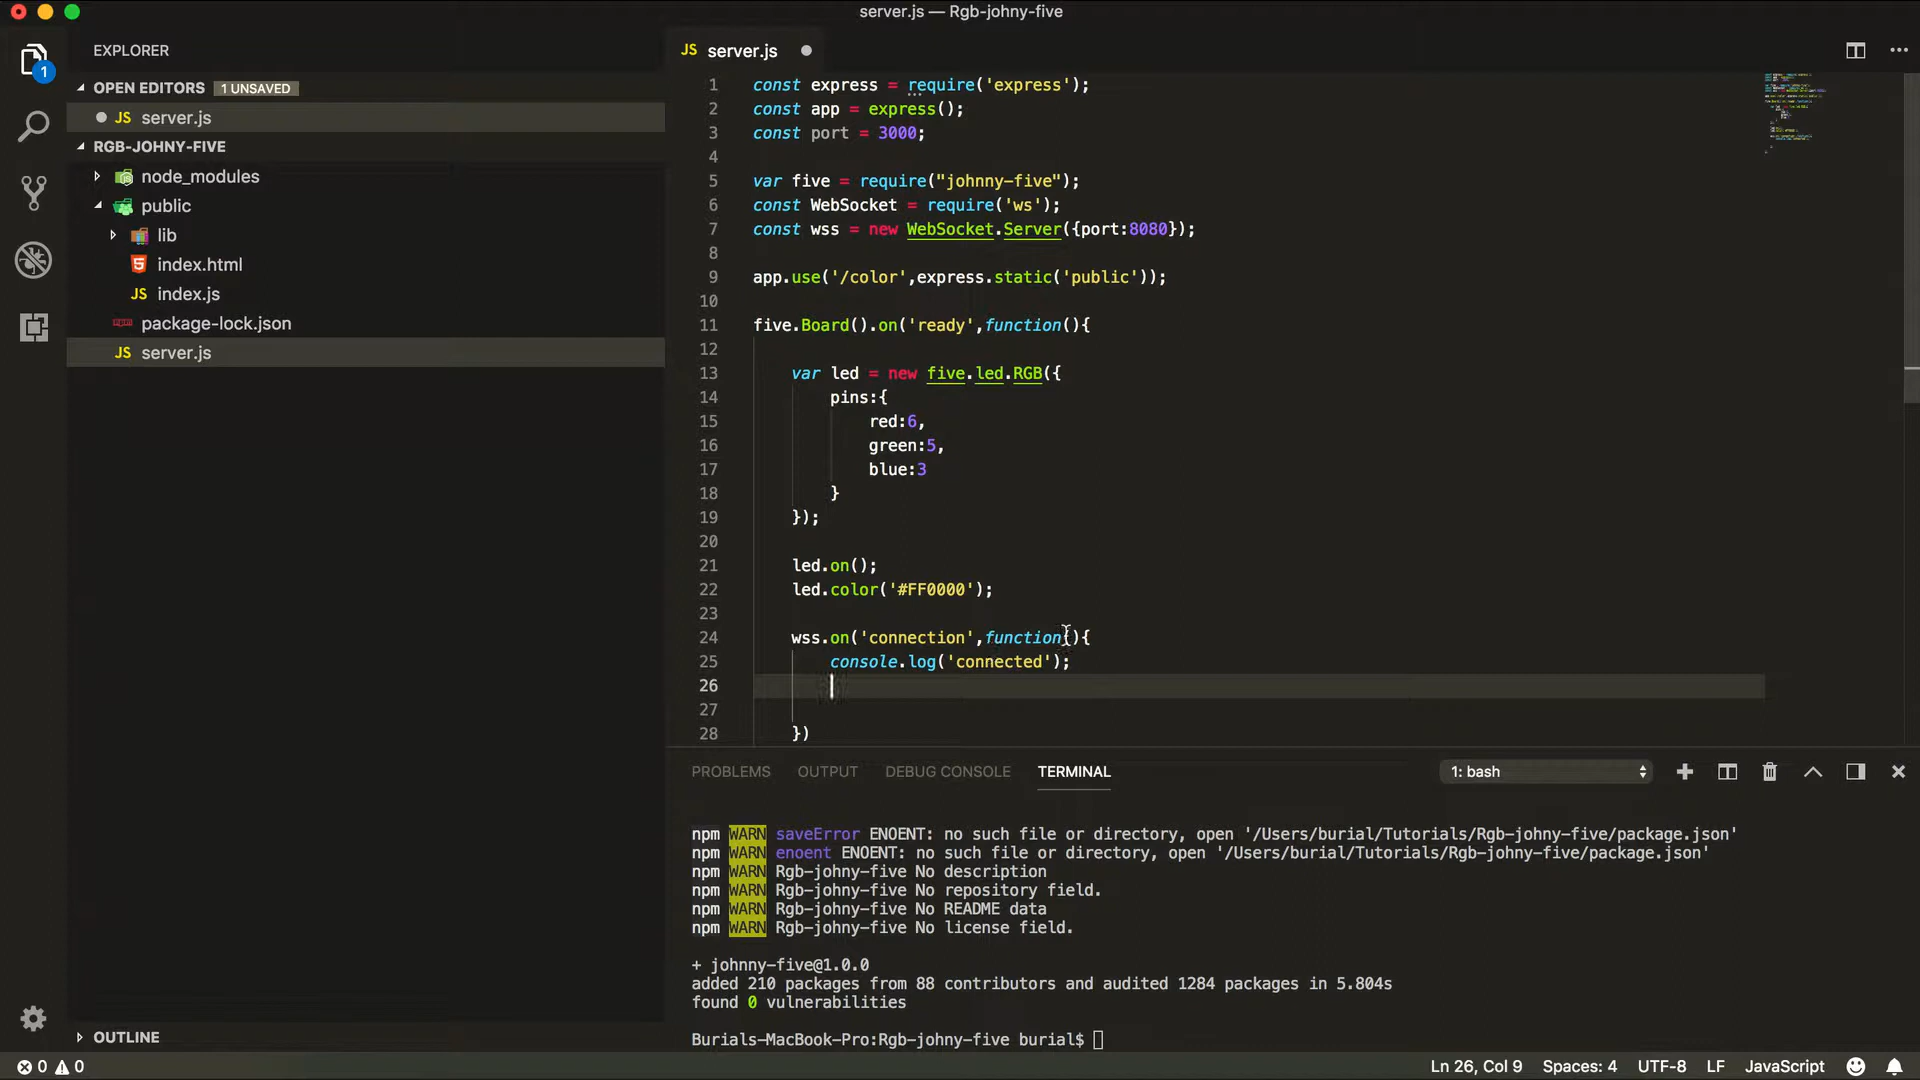 server.js — Rgb-johny-five
EXPLORER
OPEN EDITORS 1 UNSAVED
JS server.js
RGB-JOHNY-FIVE
node_modules
public
lib
index.html
JS index.js
package-lock.json
JS server.js
OUTLINE
1
JS server.js
1 const express = require('express');
2 const app = express();
3 const port = 3000;
4
5 var five = require("johnny-five");
6 const WebSocket = require('ws');
7 const wss = new WebSocket.Server({port:8080});
8
9 app.use('/color',express.static('public'));
10
11 five.Board().on('ready',function(){
12
13 var led = new five.led.RGB({
14 pins:{
15 red:6,
16 green:5,
17 blue:3
18 }
19 });
20
21 led.on();
22 led.color('#FF0000');
23
24 wss.on('connection',function(){
25 console.log('connected');
26
27
28 })
PROBLEMS OUTPUT DEBUG CONSOLE TERMINAL 1: bash
npm WARN saveError ENOENT: no such file or directory, open '/Users/burial/Tutorials/Rgb-johny-five/package.json'
npm WARN enoent ENOENT: no such file or directory, open '/Users/burial/Tutorials/Rgb-johny-five/package.json'
npm WARN Rgb-johny-five No description
npm WARN Rgb-johny-five No repository field.
npm WARN Rgb-johny-five No README data
npm WARN Rgb-johny-five No license field.
+ johnny-five@1.0.0
added 210 packages from 88 contributors and audited 1284 packages in 5.804s
found 0 vulnerabilities
Burials-MacBook-Pro:Rgb-johny-five burial$
0 0 Ln 26, Col 9 Spaces: 4 UTF-8 LF JavaScript